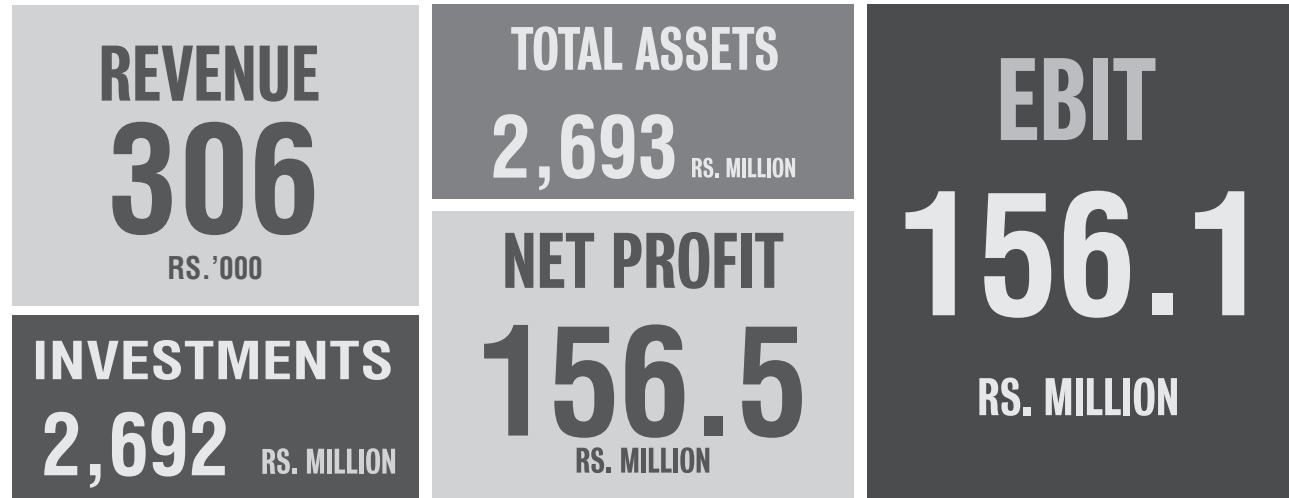 REVENUE
306
RS.’000
INVESTMENTS
2,692 RS. MILLION
TOTAL ASSETS
2,693 RS. MILLION
NET PROFIT
156.5
RS. MILLION
EBIT
156.1
RS. MILLION